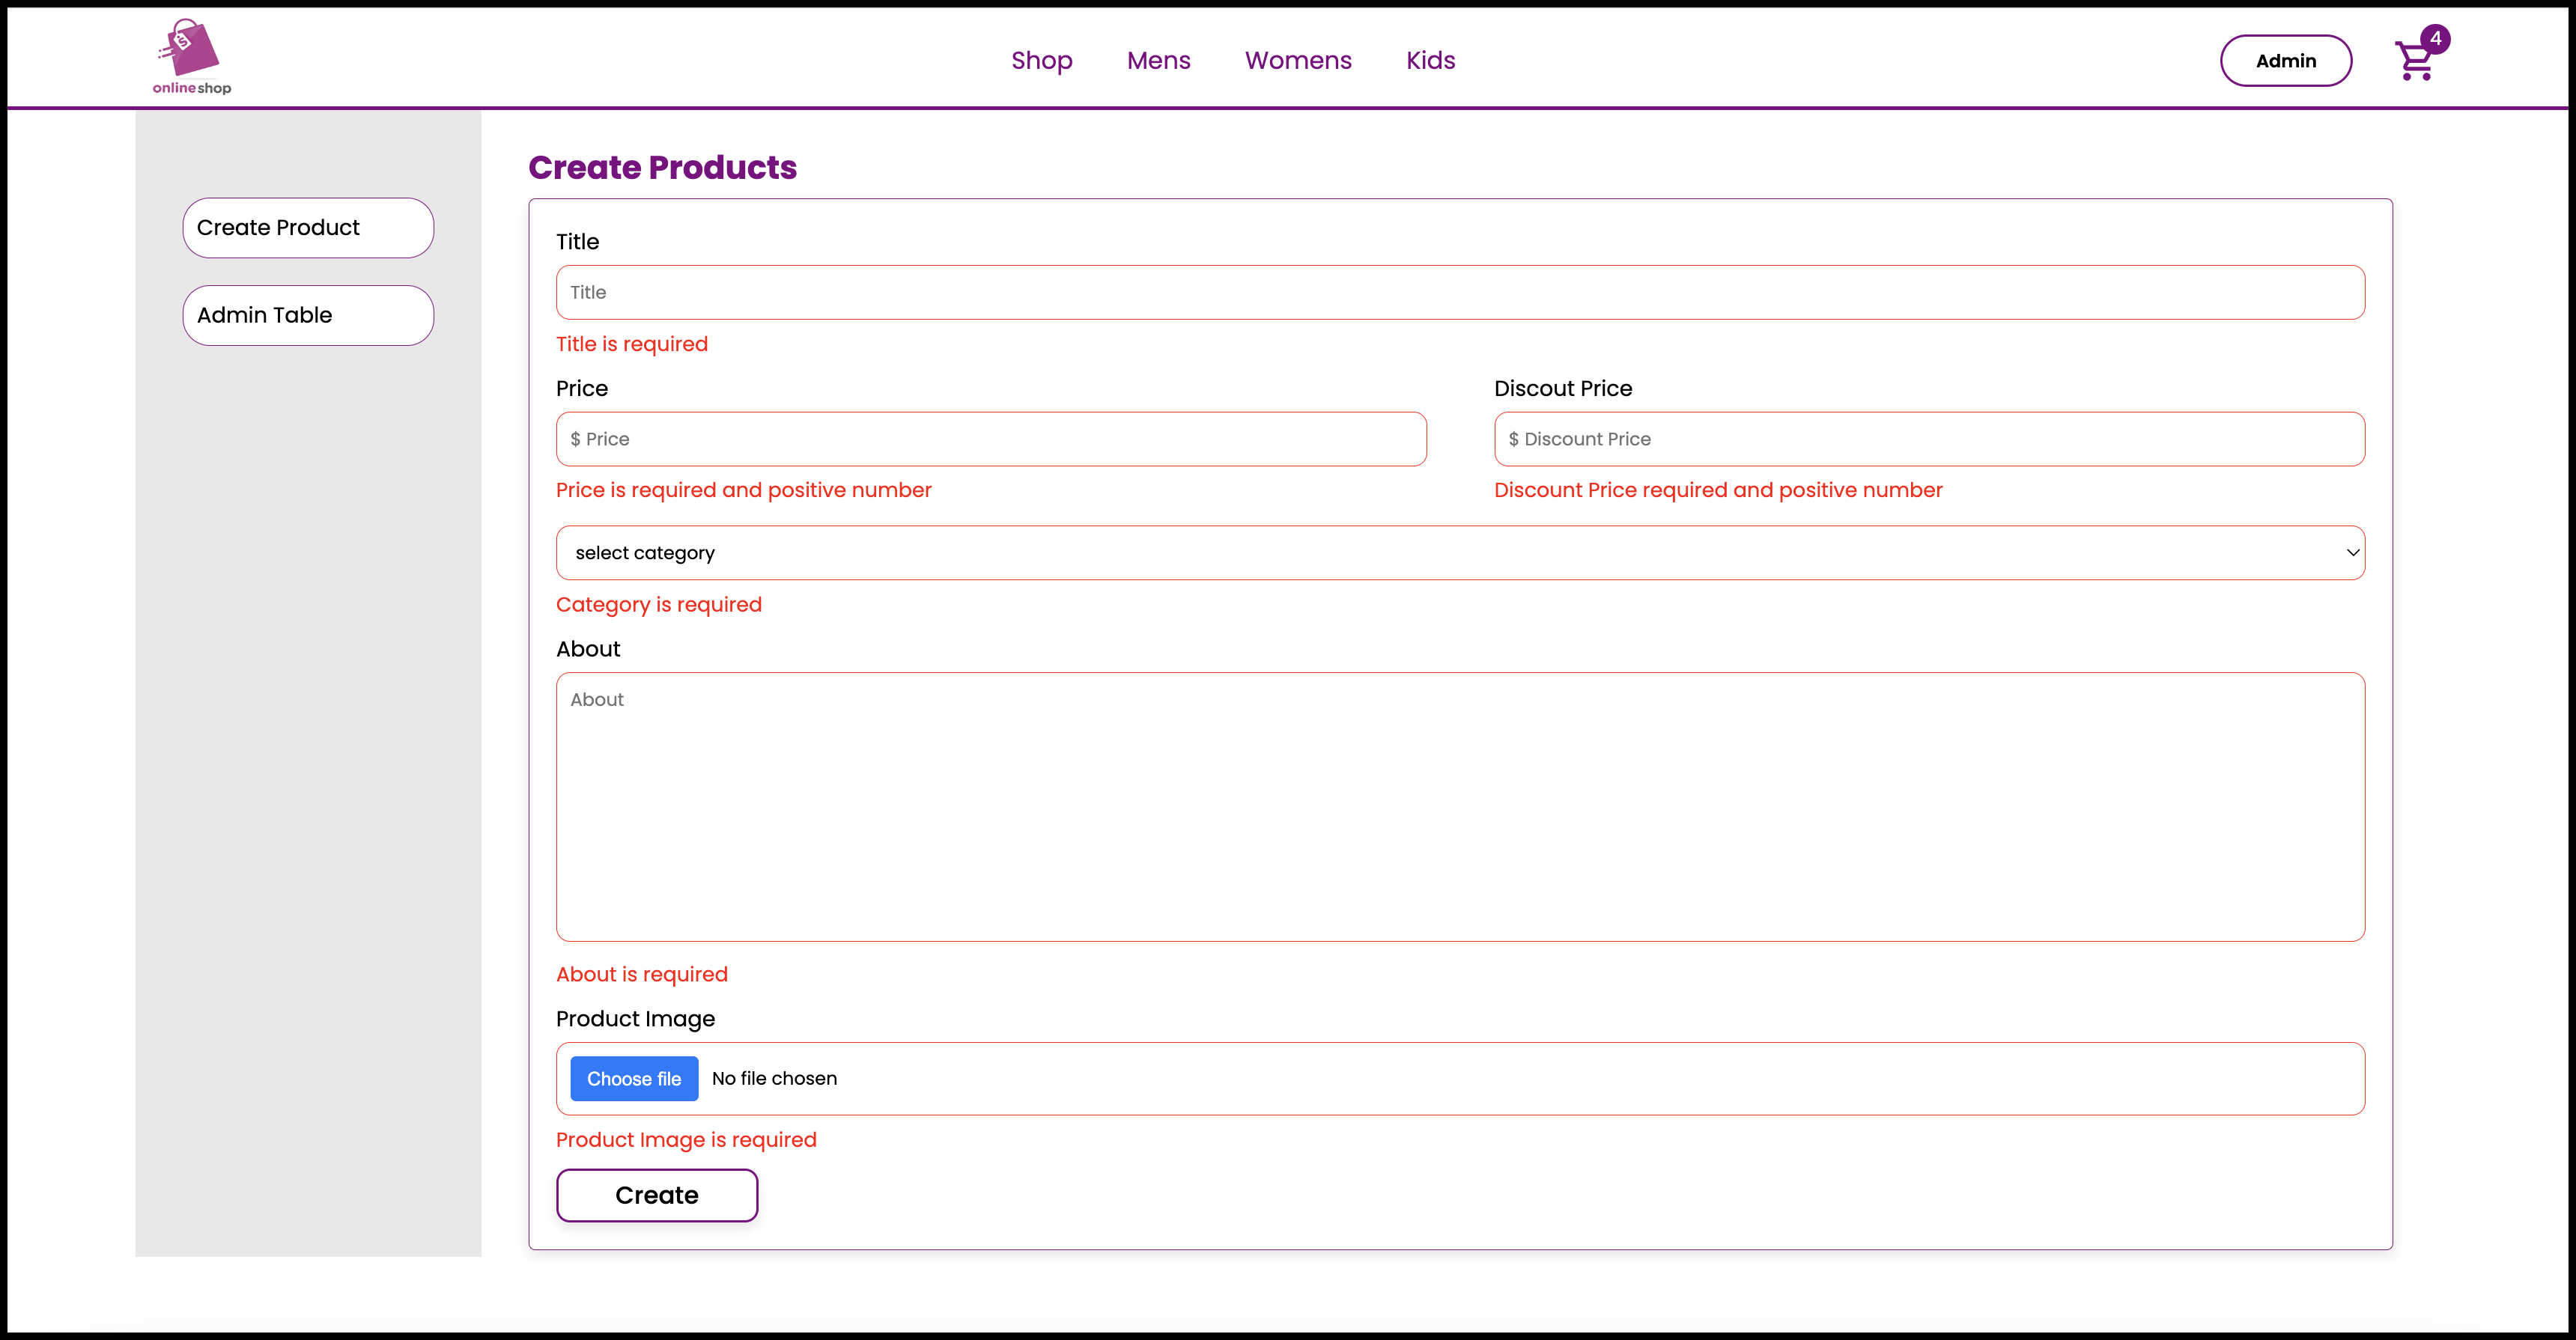 onlineshop
Shop Mens Womens Kids
Admin
4
Create Product
Admin Table
Create Products
Title
Title
Title is required
Price Discout Price
$ Price $ Discount Price
Price is required and positive number Discount Price required and positive number
select category
Category is required
About
About
About is required
Product Image
Choose file No file chosen
Product Image is required
Create